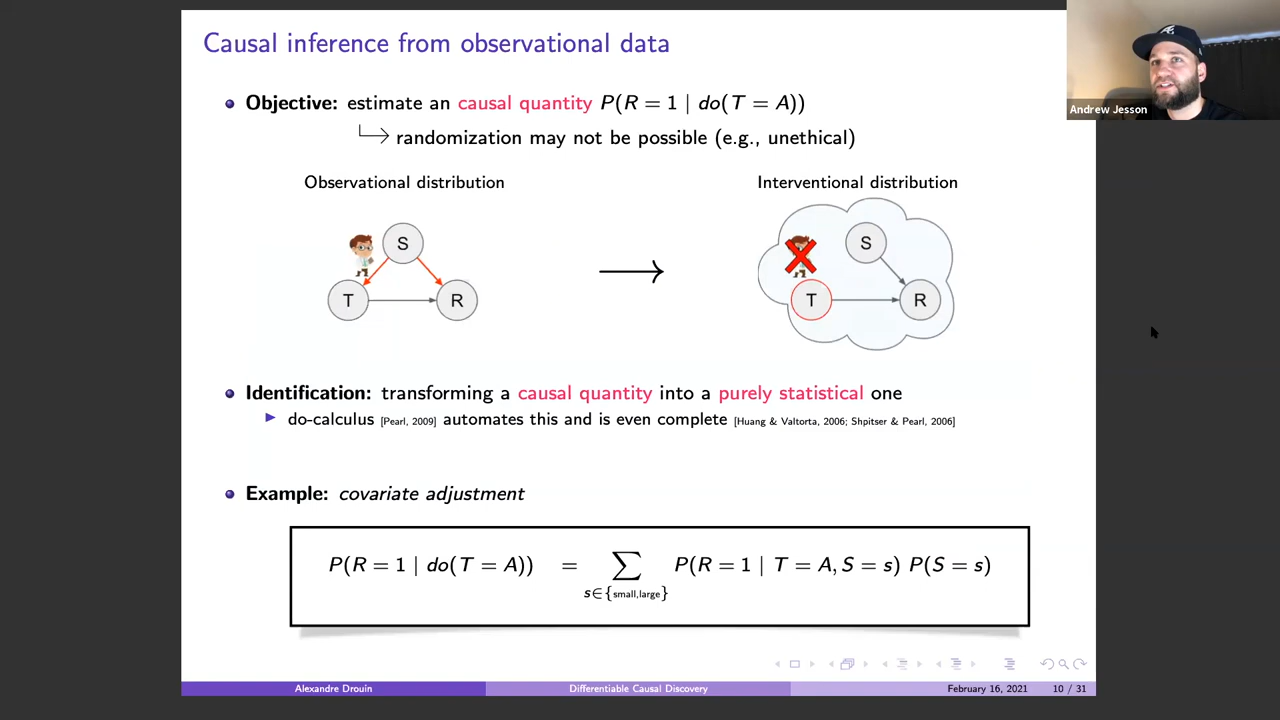 Causal inference from observational data
Andrew Jesson
Objective: estimate an causal quantity P(R = 1 | do(T = A))
randomization may not be possible (e.g., unethical)
Observational distribution
Interventional distribution
S
T
R
S
T
R
Identification: transforming a causal quantity into a purely statistical one
do-calculus [Pearl, 2009] automates this and is even complete [Huang & Valtorta, 2006; Shpitser & Pearl, 2006]
Example: covariate adjustment
P(R = 1 | do(T = A)) = ∑ P(R = 1 | T = A, S = s) P(S = s)
s∈{small,large}
Alexandre Drouin
Differentiable Causal Discovery
February 16, 2021
10 / 31